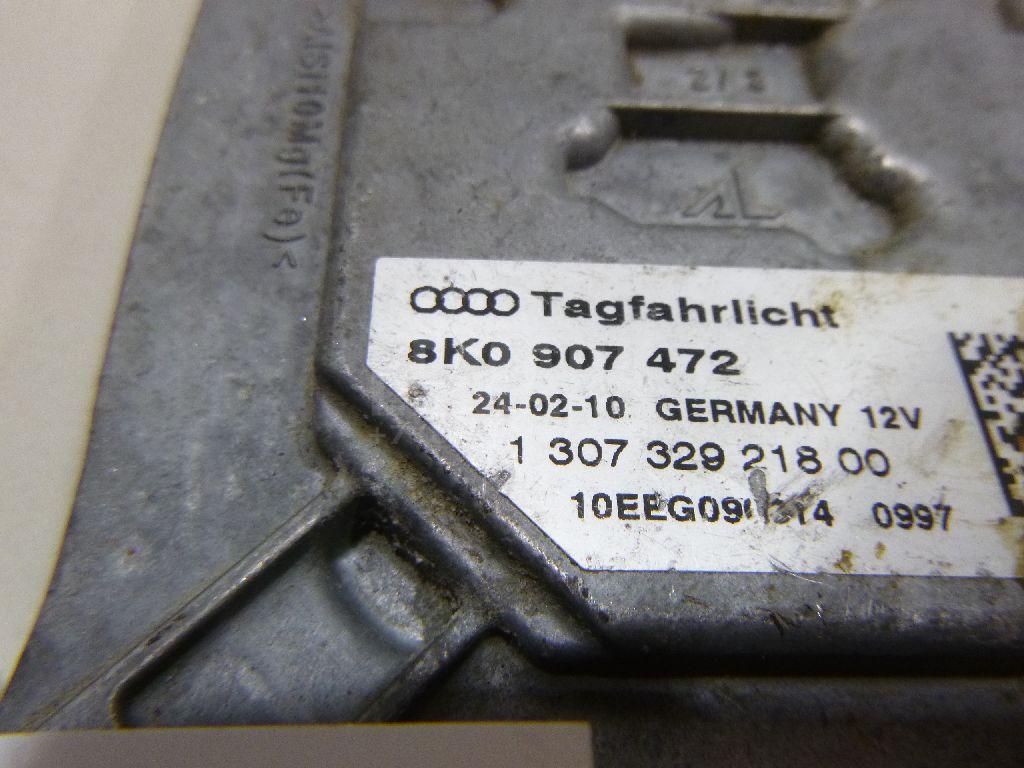 Tagfahrlicht
8K0 907 472
24-02-10 GERMANY 12V
1 307 329 218 00
0997